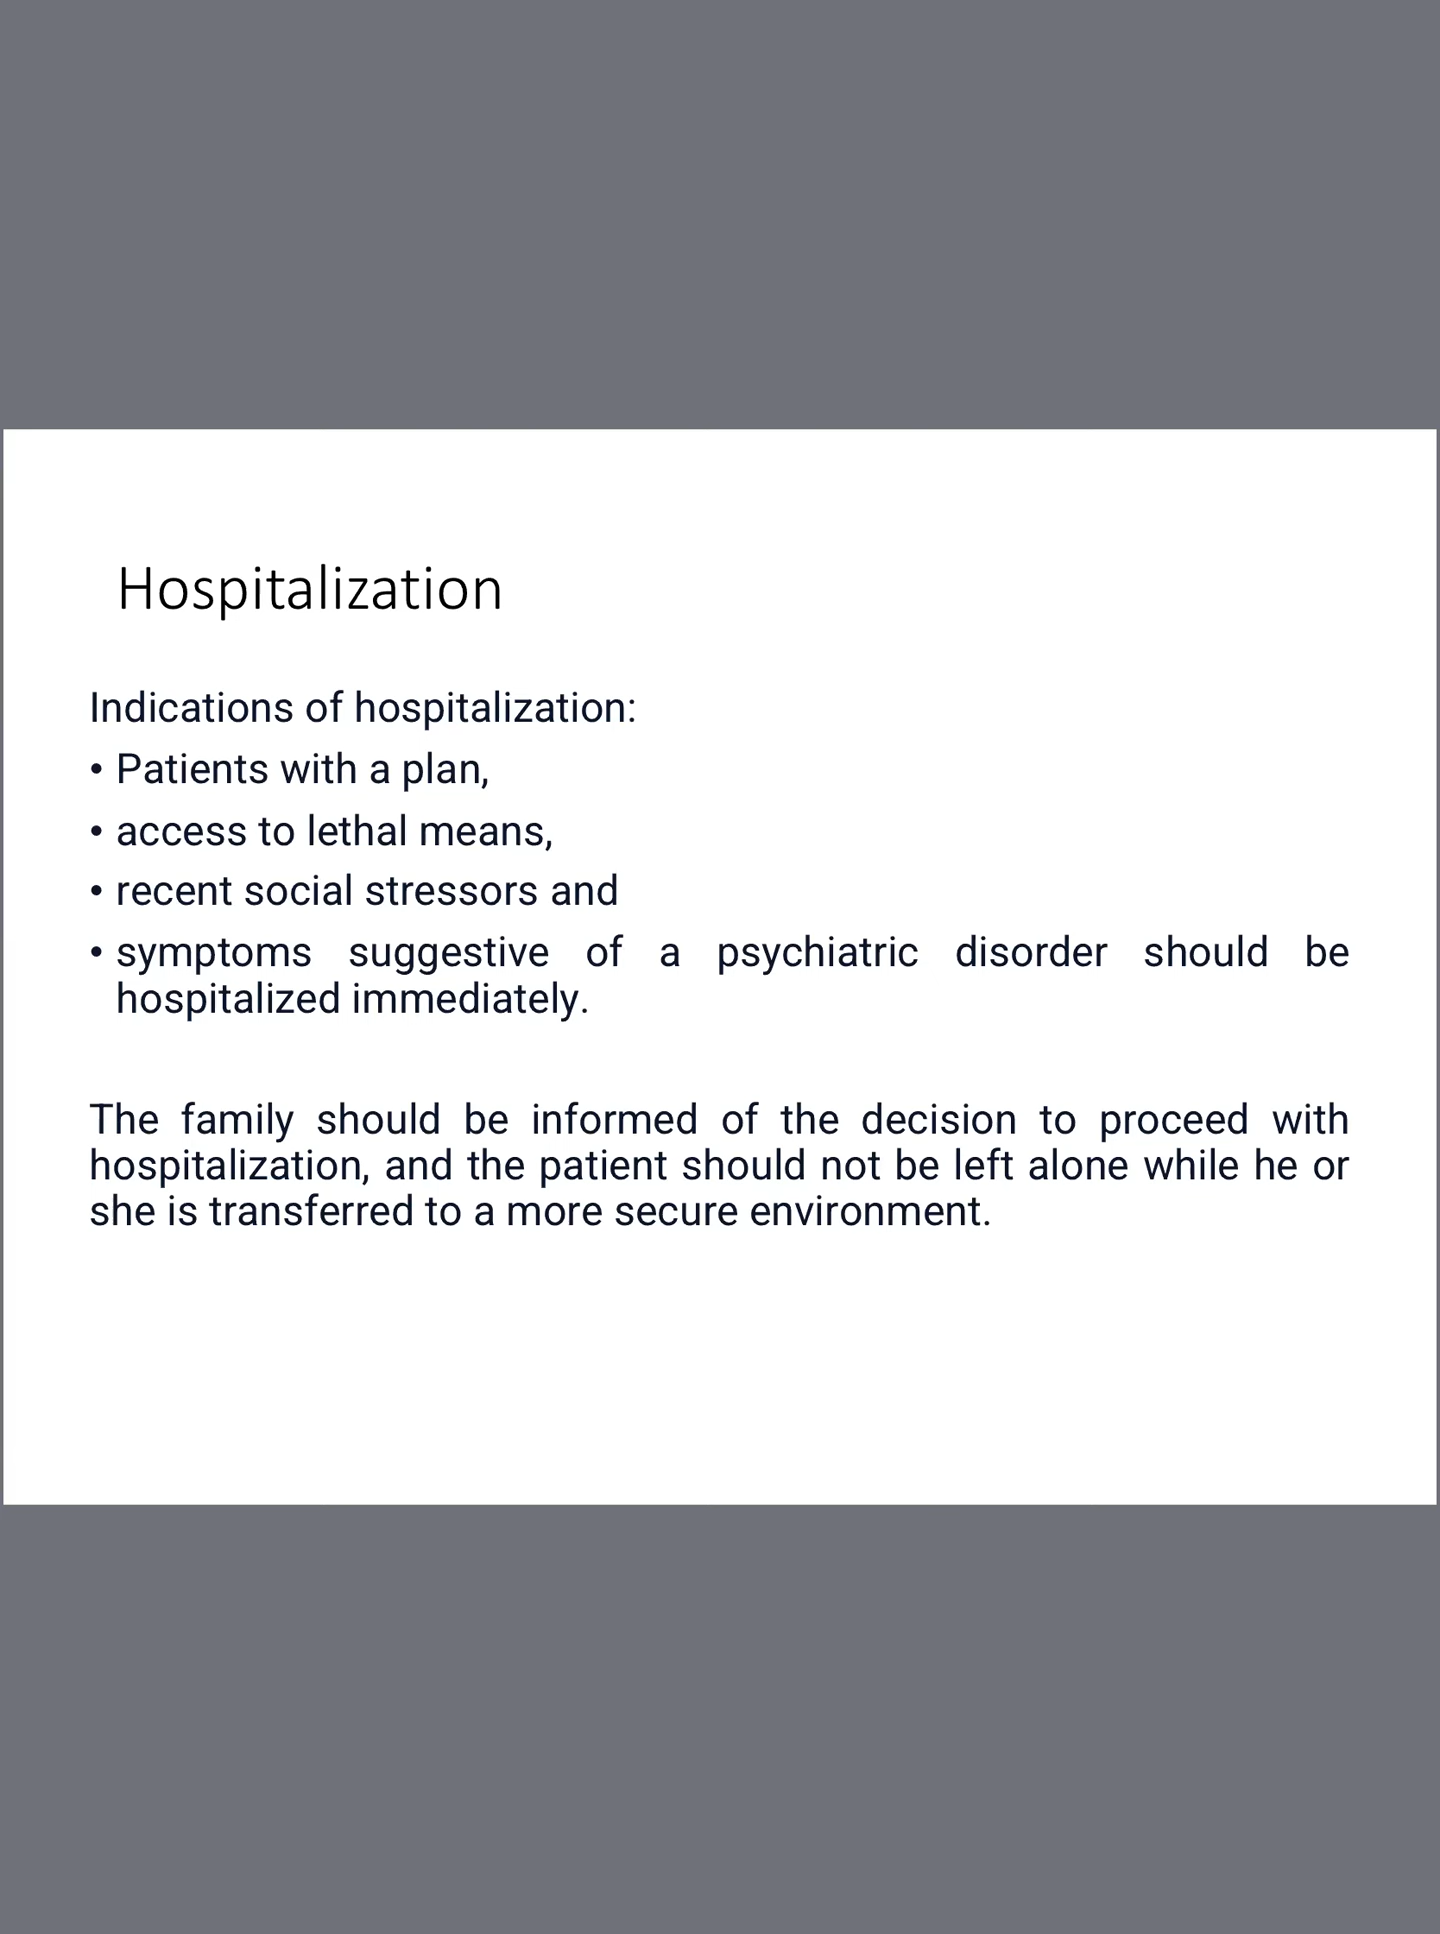 Hospitalization
Indications of hospitalization:
• Patients with a plan,
• access to lethal means,
• recent social stressors and
• symptoms suggestive of a psychiatric disorder should be
hospitalized immediately.
The family should be informed of the decision to proceed with
hospitalization, and the patient should not be left alone while he or
she is transferred to a more secure environment.